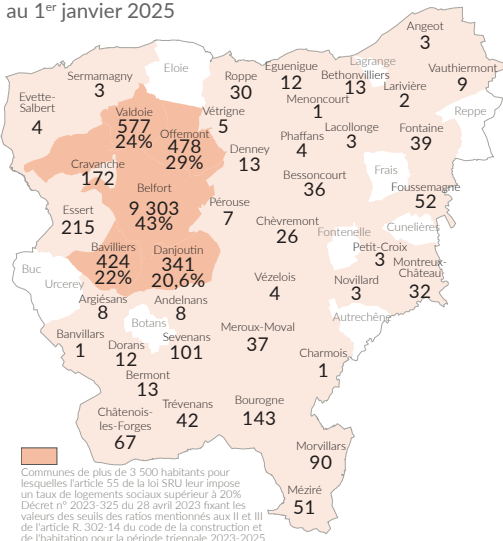 au 1er janvier 2025
Angeot
3
Eloie
Sermamagny
3
Roppe
30
Eguenigue
12
Lagrange
Bethonvilliers
13
Vauthiermont
9
Larivière
2
Menoncourt
1
Evette-
Salbert
4
Valdoie
577
24%
Vétrigne
5
Reppe
Offemont
478
29%
Phaffans
4
Lacollonge
3
Fontaine
39
Denney
13
Cravanche
172
Bessoncourt
36
Frais
Foussemagne
52
Belfort
9 303
43%
Pérouse
7
Essert
215
Chèvremont
26
Fontenelle
Cunelières
Petit-Croix
3
Bavilliers
424
22%
Danjoutin
341
20,6%
Montreux-
Château
32
Buc
Urcerey
Vézelois
4
Novillard
3
Argiésans
8
Andelnans
8
Autrechêne
Botans
Banvillars
1
Dorans
12
Sevenans
101
Meroux-Moval
37
Charmois
1
Bermont
13
Trévenans
42
Bourogne
143
Châtenois-
les-Forges
67
Morvillars
90
Méziré
51
Communes de plus de 3 500 habitants pour
lesquelles l'article 55 de la loi SRU leur impose
un taux de logements sociaux supérieur à 20%
Décret n° 2023-325 du 28 avril 2023 fixant les
valeurs des seuils des ratios mentionnés aux II et III
de l'article R. 302-14 du code de la construction et
de l'habitation pour la période triennale 2023-2025